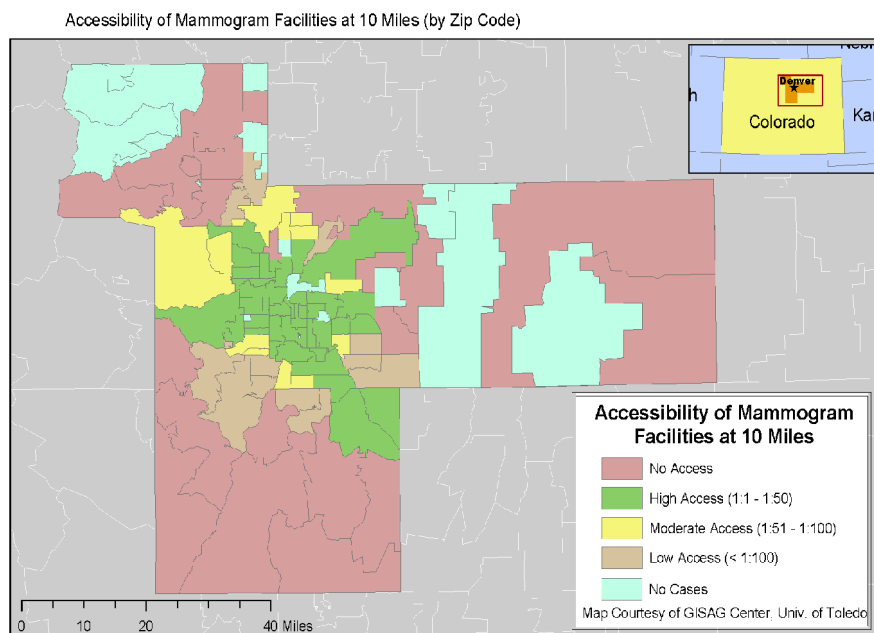 Accessibility of Mammogram Facilities at 10 Miles (by Zip Code)
Denver
Colorado
Accessibility of Mammogram
Facilities at 10 Miles
No Access
High Access (1:1 - 1:50)
Moderate Access (1:51 - 1:100)
Low Access (< 1:100)
No Cases
Map Courtesy of GISAG Center, Univ. of Toledo
0 10 20 40 Miles